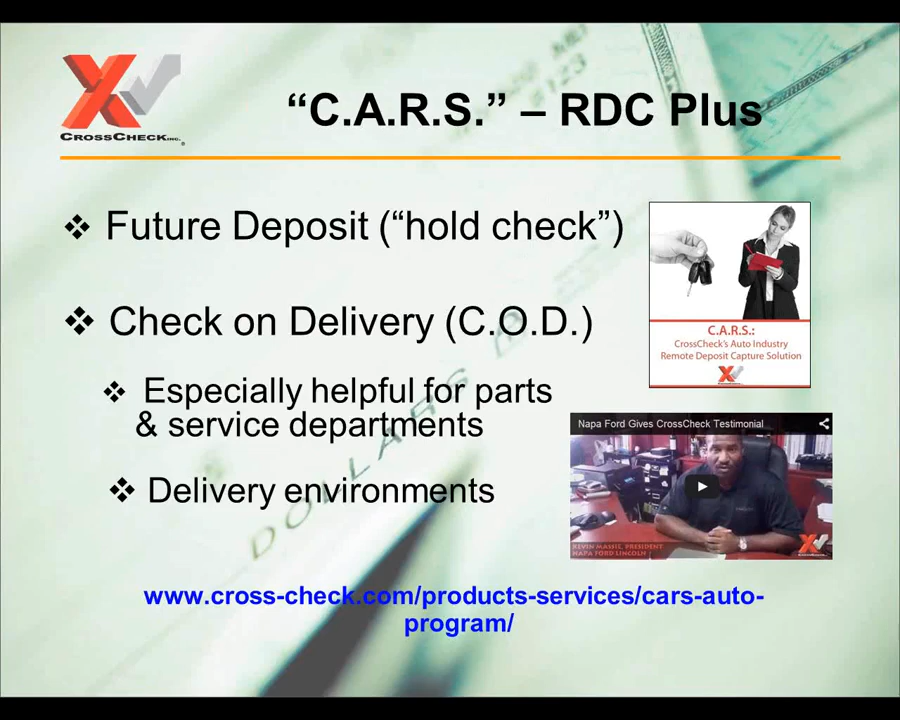 CROSSCHECK INC.®
“C.A.R.S.” – RDC Plus
❖ Future Deposit (“hold check”)
❖ Check on Delivery (C.O.D.)
❖ Especially helpful for parts
& service departments
❖ Delivery environments
C.A.R.S.:
CrossCheck’s Auto Industry
Remote Deposit Capture Solution
Napa Ford Gives CrossCheck Testimonial
KEVIN MASSIE, PRESIDENT
NAPA FORD LINCOLN
www.cross-check.com/products-services/cars-auto-
program/
DOLLARS